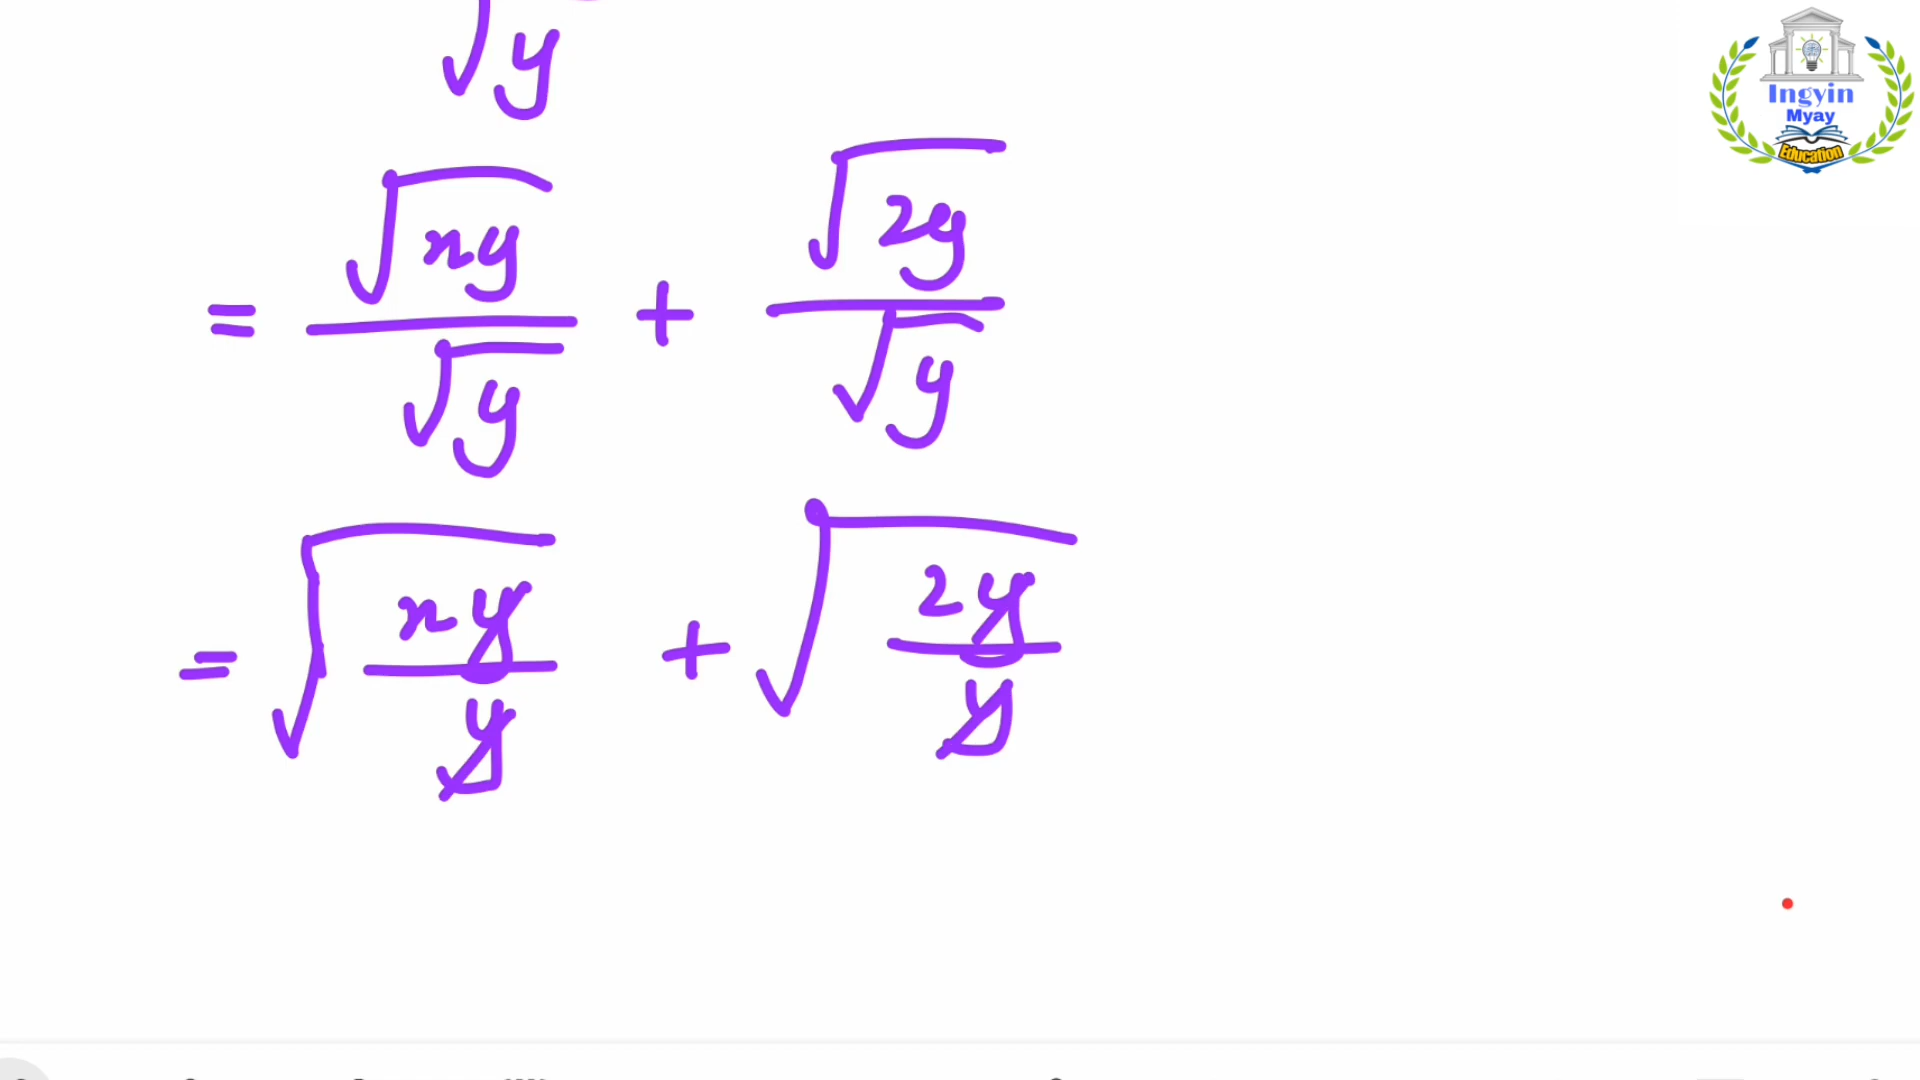 √y
= √xy / √y + √2y / √y
= √(xy / y) + √(2y / y)
Ingyin
Myay
Education